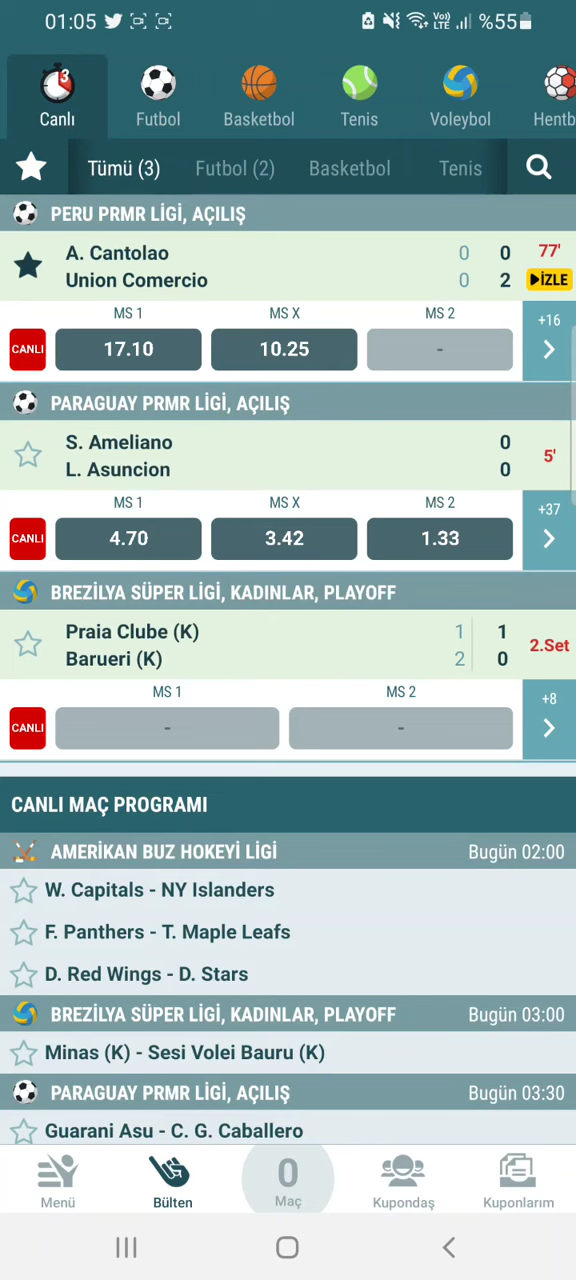 01:05 Vo) LTE %55
3
Canlı Futbol Basketbol Tenis Voleybol Hentb
Tümü (3) Futbol (2) Basketbol Tenis
PERU PRMR LİGİ, AÇILIŞ
A. Cantolao 0 0 77'
Union Comercio 0 2 İZLE
MS 1 MS X MS 2 +16
CANLI 17.10 10.25 -
PARAGUAY PRMR LİGİ, AÇILIŞ
S. Ameliano 0
5'
L. Asuncion 0
MS 1 MS X MS 2 +37
CANLI 4.70 3.42 1.33
BREZİLYA SÜPER LİGİ, KADINLAR, PLAYOFF
Praia Clube (K) 1 1
2.Set
Barueri (K) 2 0
MS 1 MS 2 +8
CANLI - -
CANLI MAÇ PROGRAMI
AMERİKAN BUZ HOKEYİ LİGİ Bugün 02:00
W. Capitals - NY Islanders
F. Panthers - T. Maple Leafs
D. Red Wings - D. Stars
BREZİLYA SÜPER LİGİ, KADINLAR, PLAYOFF Bugün 03:00
Minas (K) - Sesi Volei Bauru (K)
PARAGUAY PRMR LİGİ, AÇILIŞ Bugün 03:30
Guarani Asu - C. G. Caballero
0
Menü Bülten Maç Kupondaş Kuponlarım